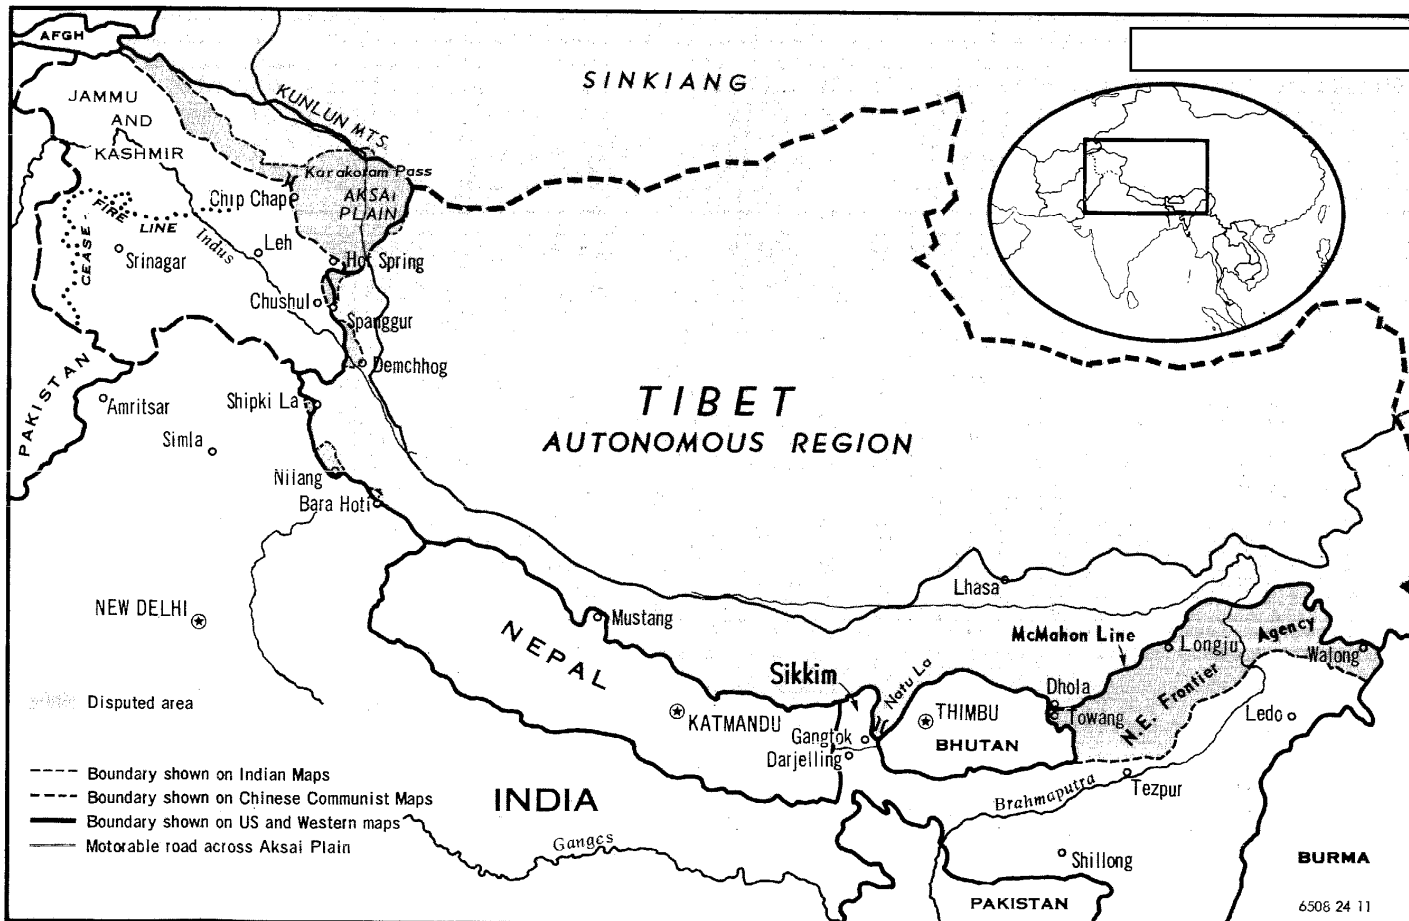 AFGH
JAMMU
AND
KASHMIR
KUNLUN MTS.
SINKIANG
Karakoram Pass
Chip Chap
AKSAI
PLAIN
CEASE-
FIRE
LINE
Indus
Leh
Srinagar
Hot Spring
Chushul
Spanggur
Demchhog
PAKISTAN
Amritsar
Shipki La
Simla
TIBET
AUTONOMOUS REGION
Nilang
Bara Hoti
NEW DELHI
Lhasa
Mustang
NEPAL
McMahon Line
Longju
Agency
Walong
Sikkim
Natu La
Dhola
Towang
N.E. Frontier
Ledo
KATMANDU
THIMBU
Gangtok
BHUTAN
Darjelling
Disputed area
Boundary shown on Indian Maps
Boundary shown on Chinese Communist Maps
Boundary shown on US and Western maps
Motorable road across Aksai Plain
INDIA
Ganges
Brahmaputra
Tezpur
Shillong
BURMA
PAKISTAN
6508 24 11